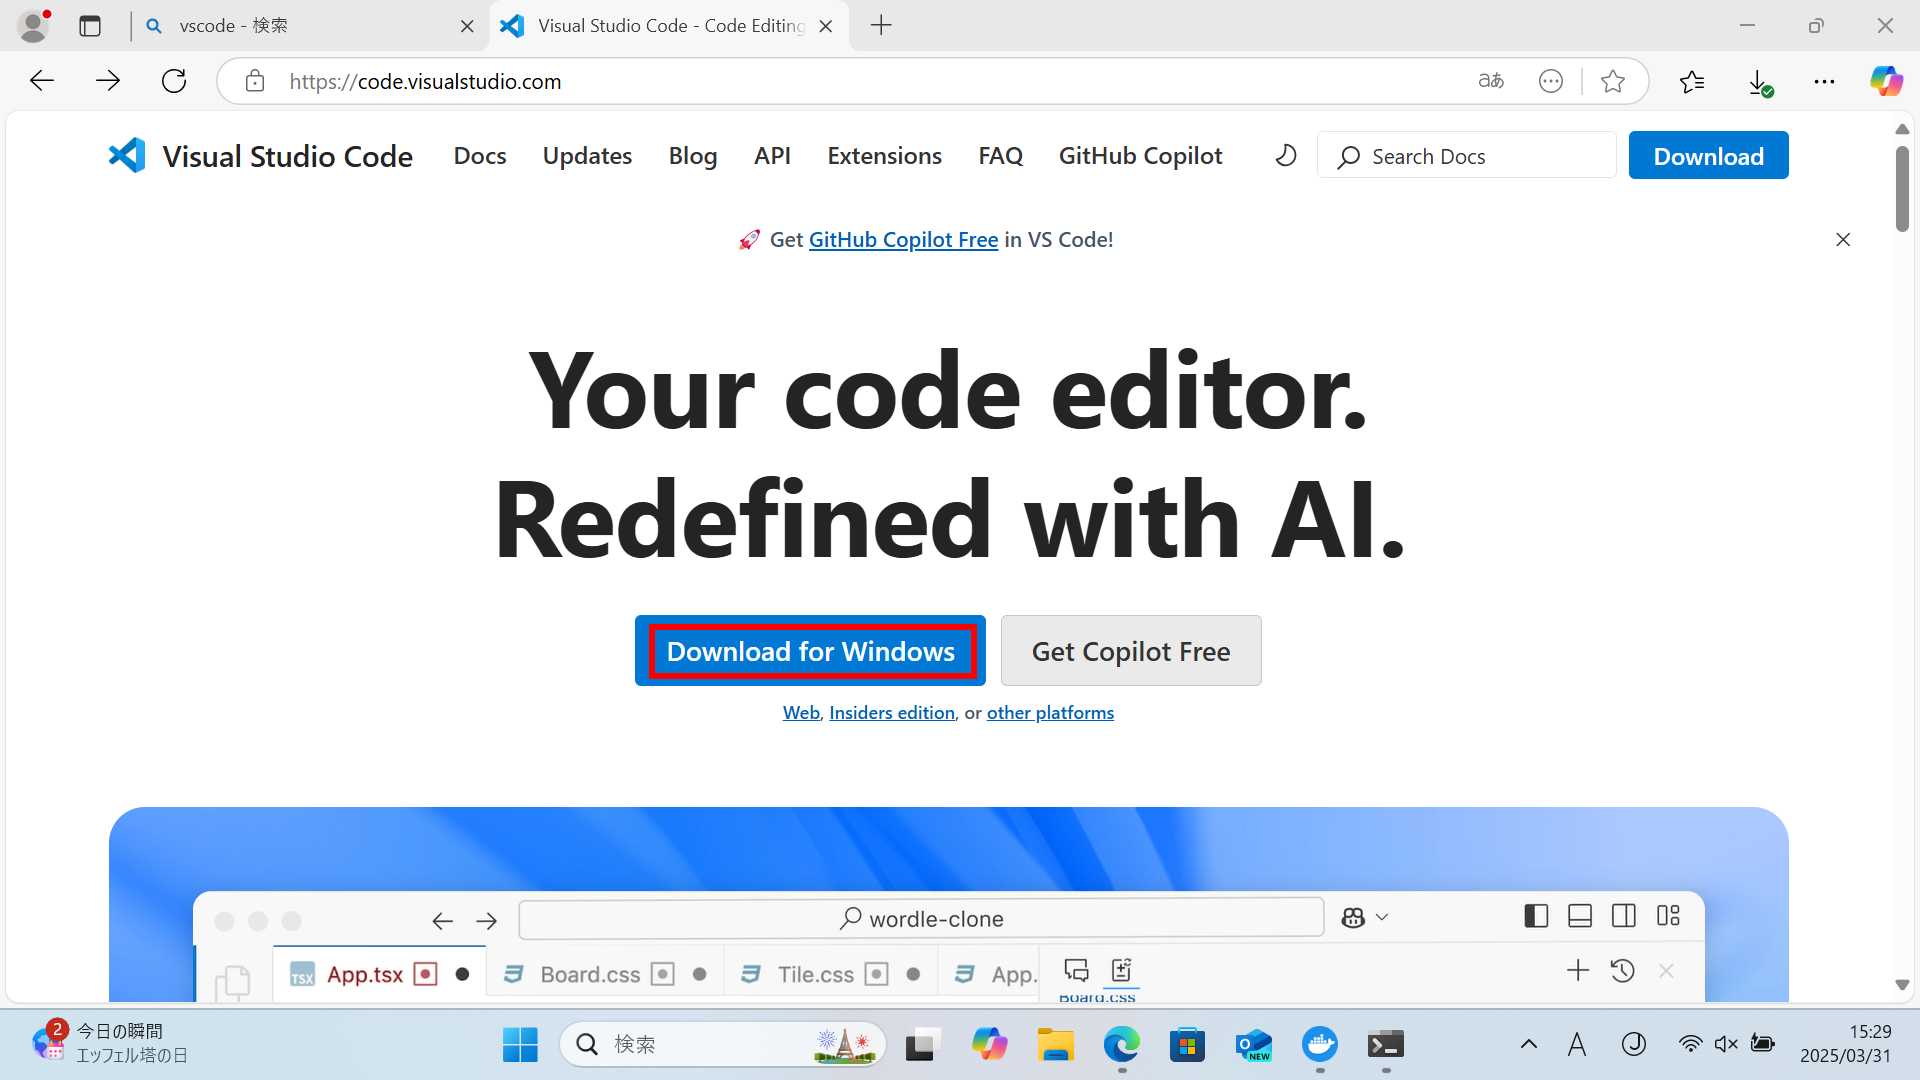 vscode - 検索
Visual Studio Code - Code Editing
https://code.visualstudio.com
aあ
Visual Studio Code
Docs
Updates
Blog
API
Extensions
FAQ
GitHub Copilot
Search Docs
Download
🚀 Get GitHub Copilot Free in VS Code!
Your code editor.
Redefined with AI.
Download for Windows
Get Copilot Free
Web, Insiders edition, or other platforms
wordle-clone
TSX
App.tsx
Board.css
Tile.css
App.
Board.css
2
今日の瞬間
エッフェル塔の日
検索
NEW
A
J
15:29
2025/03/31